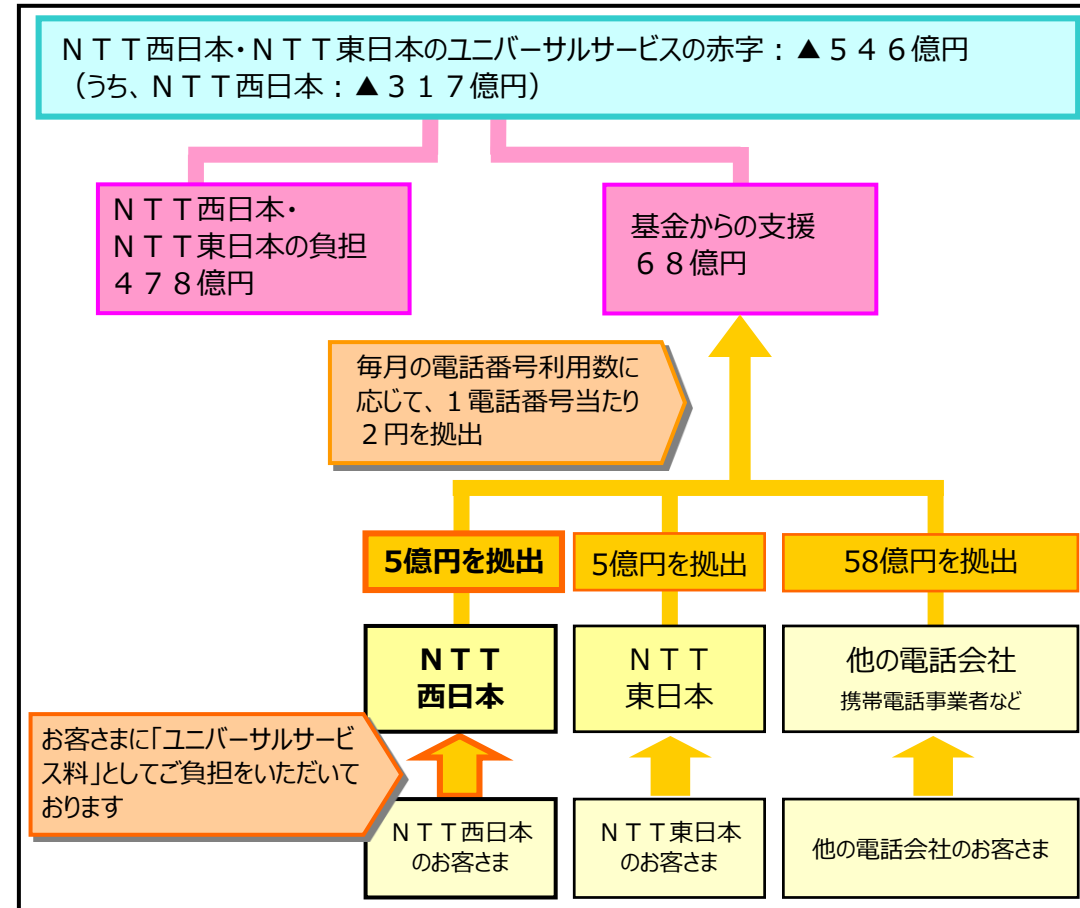 ＮＴＴ西日本・ＮＴＴ東日本のユニバーサルサービスの赤字：▲５４６億円
（うち、ＮＴＴ西日本：▲３１７億円）
ＮＴＴ西日本・
ＮＴＴ東日本の負担
４７８億円
基金からの支援
６８億円
毎月の電話番号利用数に
応じて、１電話番号当たり
２円を拠出
5億円を拠出
5億円を拠出
58億円を拠出
ＮＴＴ
西日本
ＮＴＴ
東日本
他の電話会社
携帯電話事業者など
お客さまに「ユニバーサルサービ
ス料」としてご負担をいただいて
おります
ＮＴＴ西日本
のお客さま
ＮＴＴ東日本
のお客さま
他の電話会社のお客さま